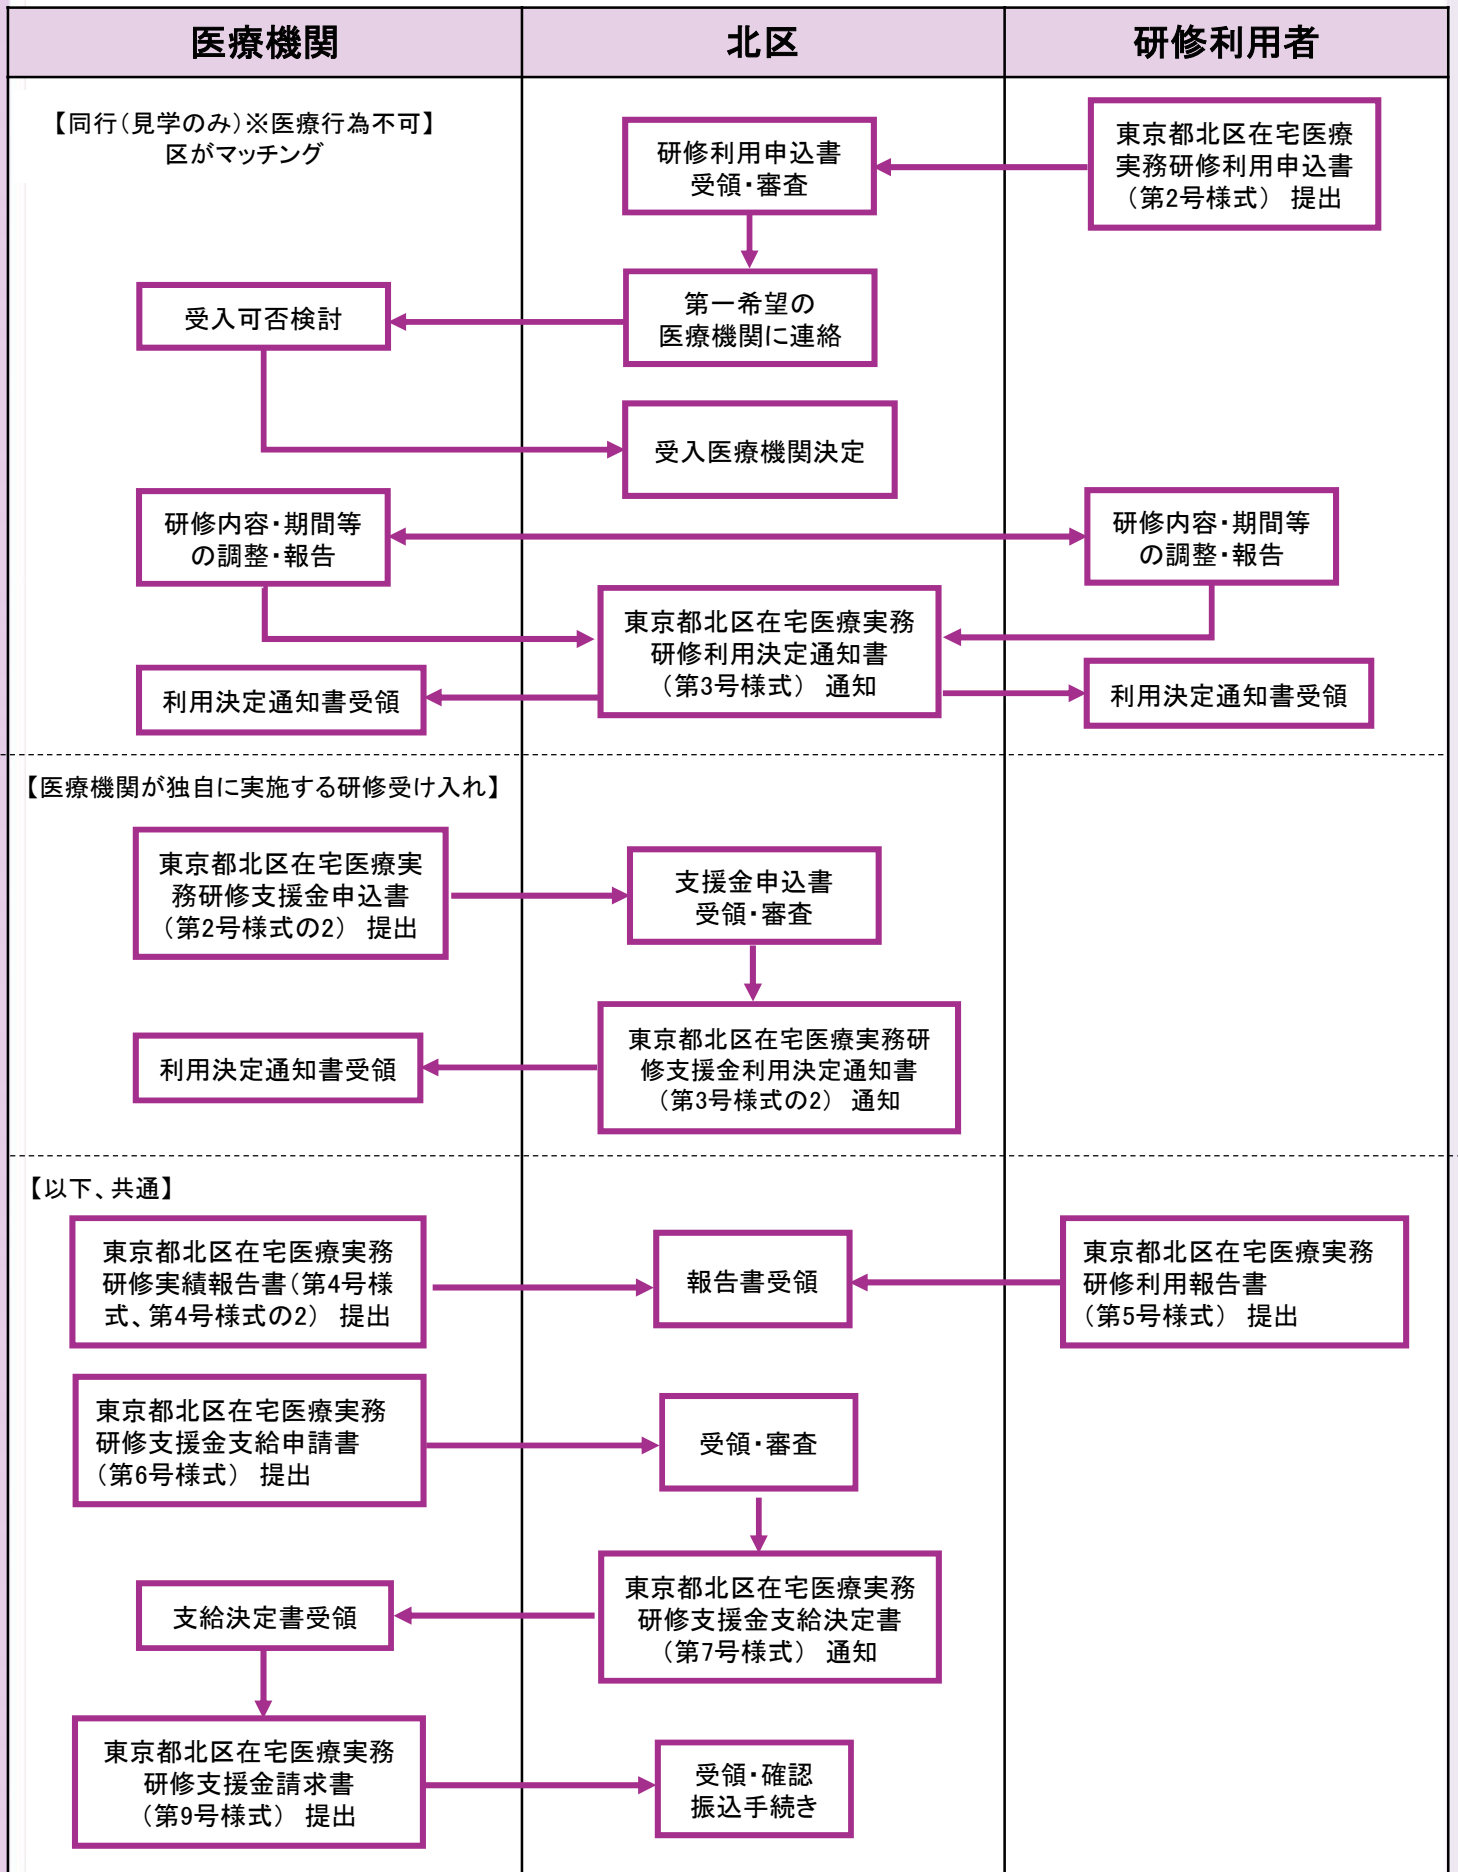 医療機関
北区
研修利用者
【同行（見学のみ）※医療行為不可】
区がマッチング
研修利用申込書
受領・審査
東京都北区在宅医療
実務研修利用申込書
（第2号様式） 提出
受入可否検討
第一希望の
医療機関に連絡
受入医療機関決定
研修内容・期間等
の調整・報告
研修内容・期間等
の調整・報告
東京都北区在宅医療実務
研修利用決定通知書
（第3号様式） 通知
利用決定通知書受領
利用決定通知書受領
【医療機関が独自に実施する研修受け入れ】
東京都北区在宅医療実
務研修支援金申込書
（第2号様式の2） 提出
支援金申込書
受領・審査
利用決定通知書受領
東京都北区在宅医療実務研
修支援金利用決定通知書
（第3号様式の2） 通知
【以下、共通】
東京都北区在宅医療実務
研修実績報告書（第4号様
式、第4号様式の2） 提出
報告書受領
東京都北区在宅医療実務
研修利用報告書
（第5号様式） 提出
東京都北区在宅医療実務
研修支援金支給申請書
（第6号様式） 提出
受領・審査
支給決定書受領
東京都北区在宅医療実務
研修支援金支給決定書
（第7号様式） 通知
東京都北区在宅医療実務
研修支援金請求書
（第9号様式） 提出
受領・確認
振込手続き